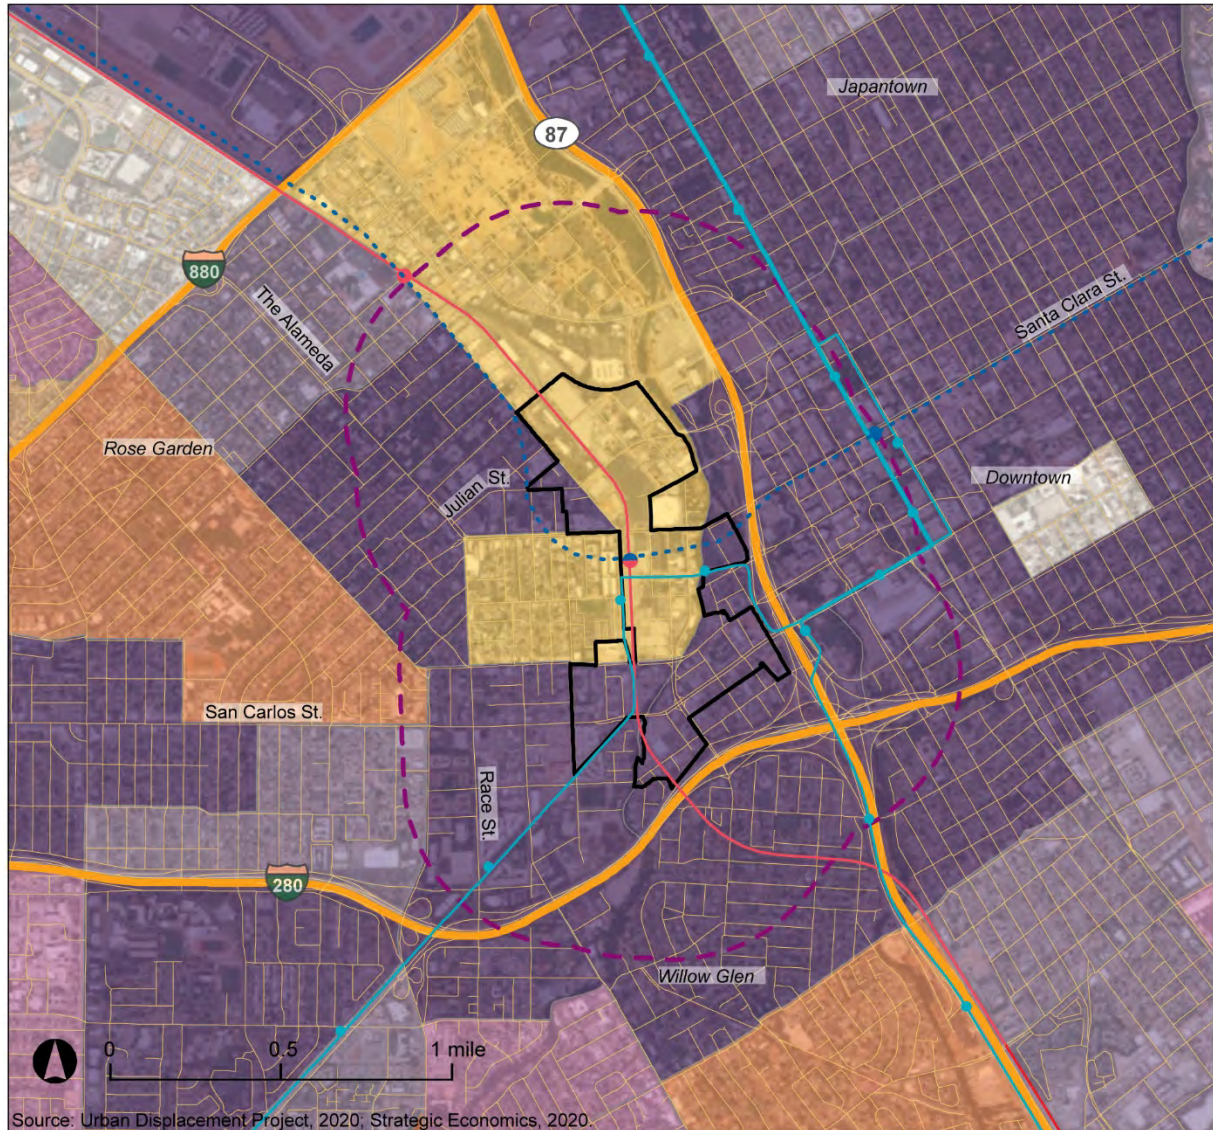 Japantown
87
880
The Alameda
Santa Clara St.
Rose Garden
Julian St.
Downtown
San Carlos St.
Race St.
280
Willow Glen
0 0.5 1 mile
Source: Urban Displacement Project, 2020; Strategic Economics, 2020.